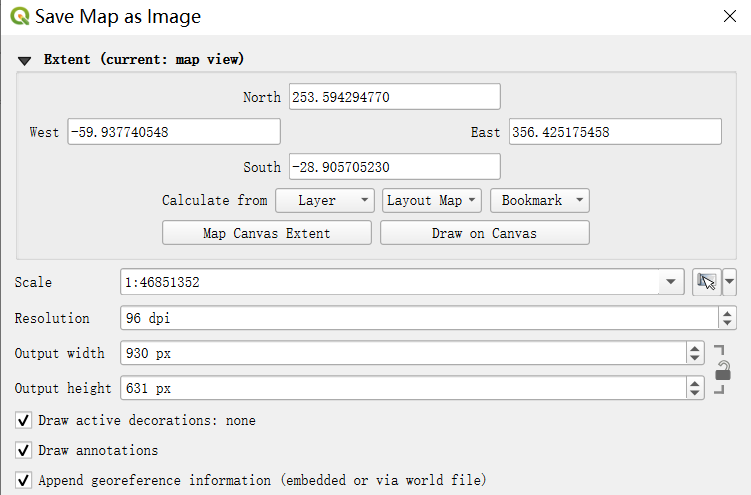 Save Map as Image
Extent (current: map view)
North 253.594294770
West -59.937740548 East 356.425175458
South -28.905705230
Calculate from Layer Layout Map Bookmark
Map Canvas Extent Draw on Canvas
Scale 1:46851352
Resolution 96 dpi
Output width 930 px
Output height 631 px
Draw active decorations: none
Draw annotations
Append georeference information (embedded or via world file)